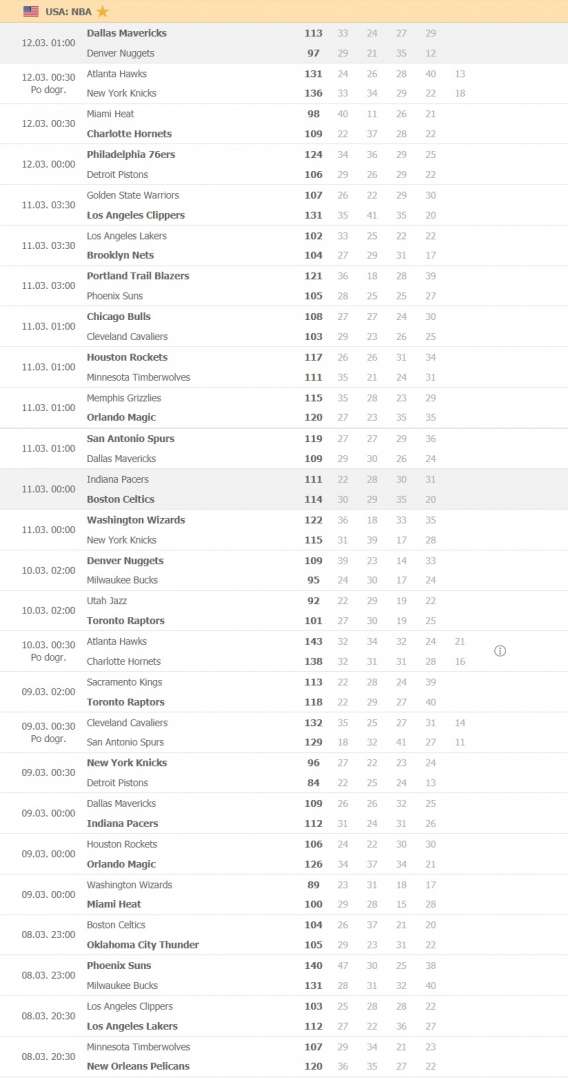 USA: NBA
12.03. 01:00
Dallas Mavericks 113 33 24 27 29
Denver Nuggets 97 29 21 35 12
12.03. 00:30
Po dogr.
Atlanta Hawks 131 24 26 28 40 13
New York Knicks 136 33 34 29 22 18
12.03. 00:30
Miami Heat 98 40 11 26 21
Charlotte Hornets 109 22 37 28 22
12.03. 00:00
Philadelphia 76ers 124 34 36 29 25
Detroit Pistons 106 29 26 29 22
11.03. 03:30
Golden State Warriors 107 26 22 29 30
Los Angeles Clippers 131 35 41 35 20
11.03. 03:30
Los Angeles Lakers 102 33 25 22 22
Brooklyn Nets 104 27 29 31 17
11.03. 03:00
Portland Trail Blazers 121 36 18 28 39
Phoenix Suns 105 28 25 25 27
11.03. 01:00
Chicago Bulls 108 27 27 24 30
Cleveland Cavaliers 103 29 23 26 25
11.03. 01:00
Houston Rockets 117 26 26 31 34
Minnesota Timberwolves 111 35 21 24 31
11.03. 01:00
Memphis Grizzlies 115 35 28 23 29
Orlando Magic 120 27 23 35 35
11.03. 01:00
San Antonio Spurs 119 27 27 29 36
Dallas Mavericks 109 29 30 26 24
11.03. 00:00
Indiana Pacers 111 22 28 30 31
Boston Celtics 114 30 29 35 20
11.03. 00:00
Washington Wizards 122 36 18 33 35
New York Knicks 115 31 39 17 28
10.03. 02:00
Denver Nuggets 109 39 23 14 33
Milwaukee Bucks 95 24 30 17 24
10.03. 02:00
Utah Jazz 92 22 29 19 22
Toronto Raptors 101 27 30 19 25
10.03. 00:30
Po dogr.
Atlanta Hawks 143 32 34 32 24 21
Charlotte Hornets 138 32 31 31 28 16
09.03. 02:00
Sacramento Kings 113 22 28 24 39
Toronto Raptors 118 22 29 27 40
09.03. 00:30
Po dogr.
Cleveland Cavaliers 132 35 25 27 31 14
San Antonio Spurs 129 18 32 41 27 11
09.03. 00:30
New York Knicks 96 27 22 23 24
Detroit Pistons 84 22 25 24 13
09.03. 00:00
Dallas Mavericks 109 26 26 32 25
Indiana Pacers 112 31 24 31 26
09.03. 00:00
Houston Rockets 106 24 22 30 30
Orlando Magic 126 34 37 34 21
09.03. 00:00
Washington Wizards 89 23 31 18 17
Miami Heat 100 29 28 15 28
08.03. 23:00
Boston Celtics 104 26 37 21 20
Oklahoma City Thunder 105 29 23 31 22
08.03. 23:00
Phoenix Suns 140 47 30 25 38
Milwaukee Bucks 131 28 31 32 40
08.03. 20:30
Los Angeles Clippers 103 25 28 28 22
Los Angeles Lakers 112 27 22 36 27
08.03. 20:30
Minnesota Timberwolves 107 29 34 21 23
New Orleans Pelicans 120 36 35 27 22